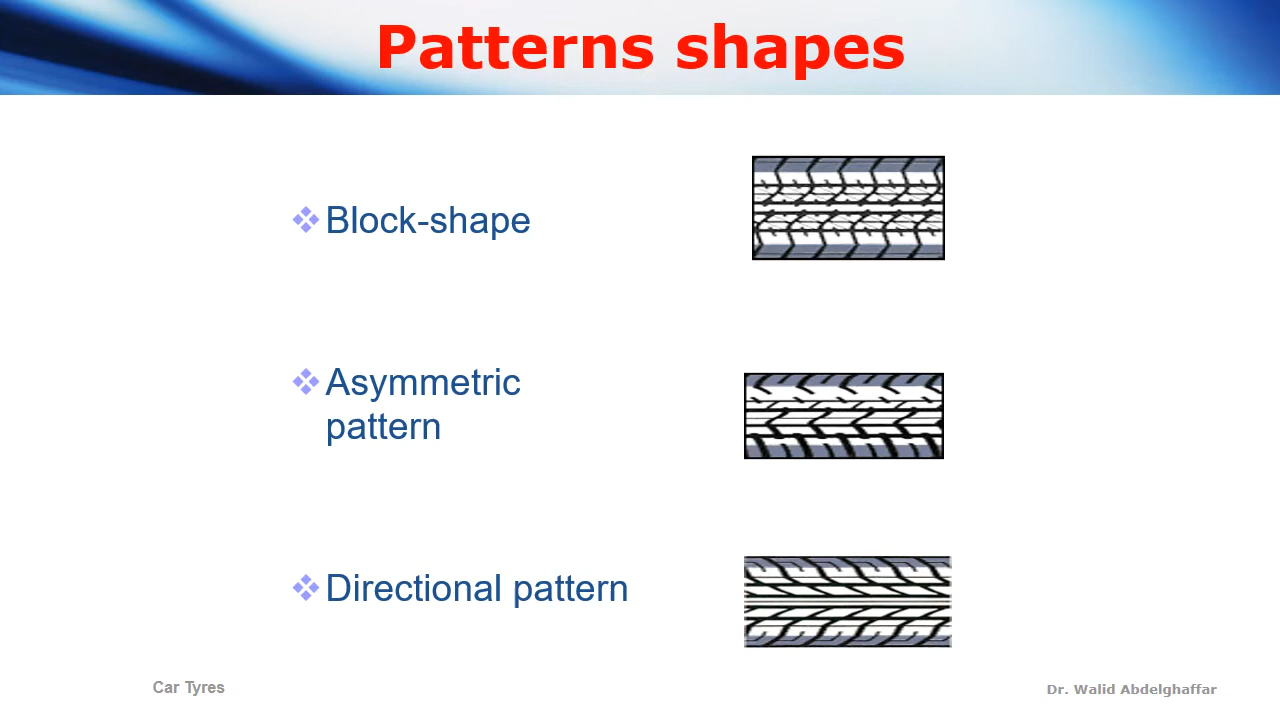 Patterns shapes
Block-shape
Asymmetric
pattern
Directional pattern
Car Tyres
Dr. Walid Abdelghaffar